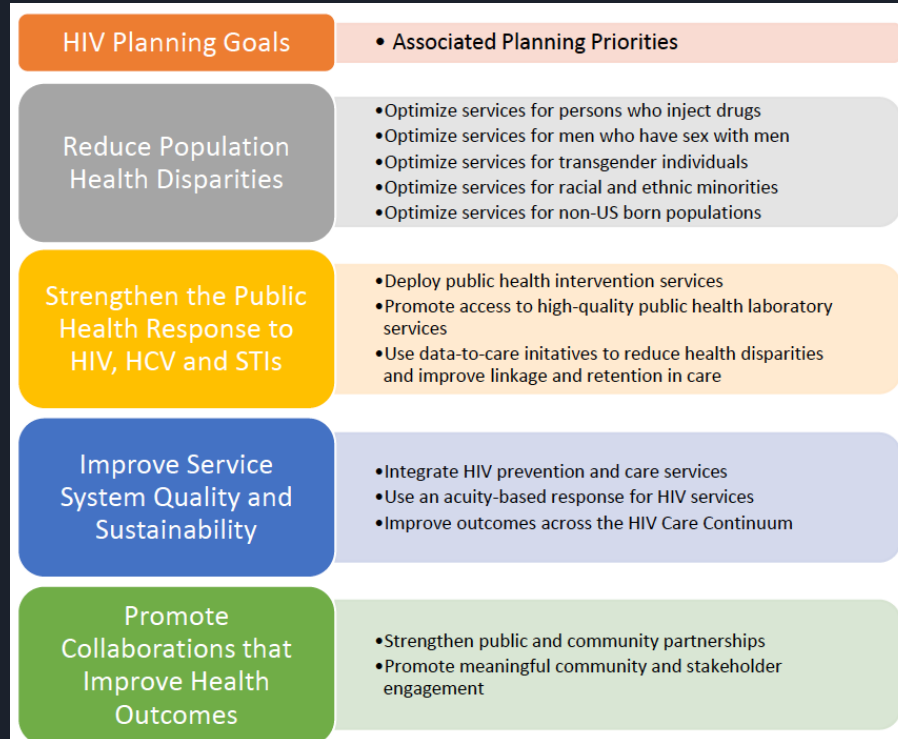 HIV Planning Goals
• Associated Planning Priorities
Reduce Population
Health Disparities
•Optimize services for persons who inject drugs
•Optimize services for men who have sex with men
•Optimize services for transgender individuals
•Optimize services for racial and ethnic minorities
•Optimize services for non-US born populations
Strengthen the Public
Health Response to
HIV, HCV and STIs
•Deploy public health intervention services
•Promote access to high-quality public health laboratory
services
•Use data-to-care initatives to reduce health disparities
and improve linkage and retention in care
Improve Service
System Quality and
Sustainability
•Integrate HIV prevention and care services
•Use an acuity-based response for HIV services
•Improve outcomes across the HIV Care Continuum
Promote
Collaborations that
Improve Health
Outcomes
•Strengthen public and community partnerships
•Promote meaningful community and stakeholder
engagement